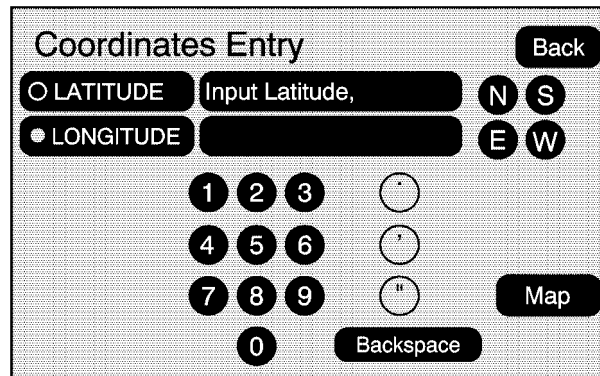 Coordinates Entry Back
LATITUDE Input Latitude, N S
LONGITUDE E W
1 2 3 .
4 5 6 ’
7 8 9 " Map
0 Backspace